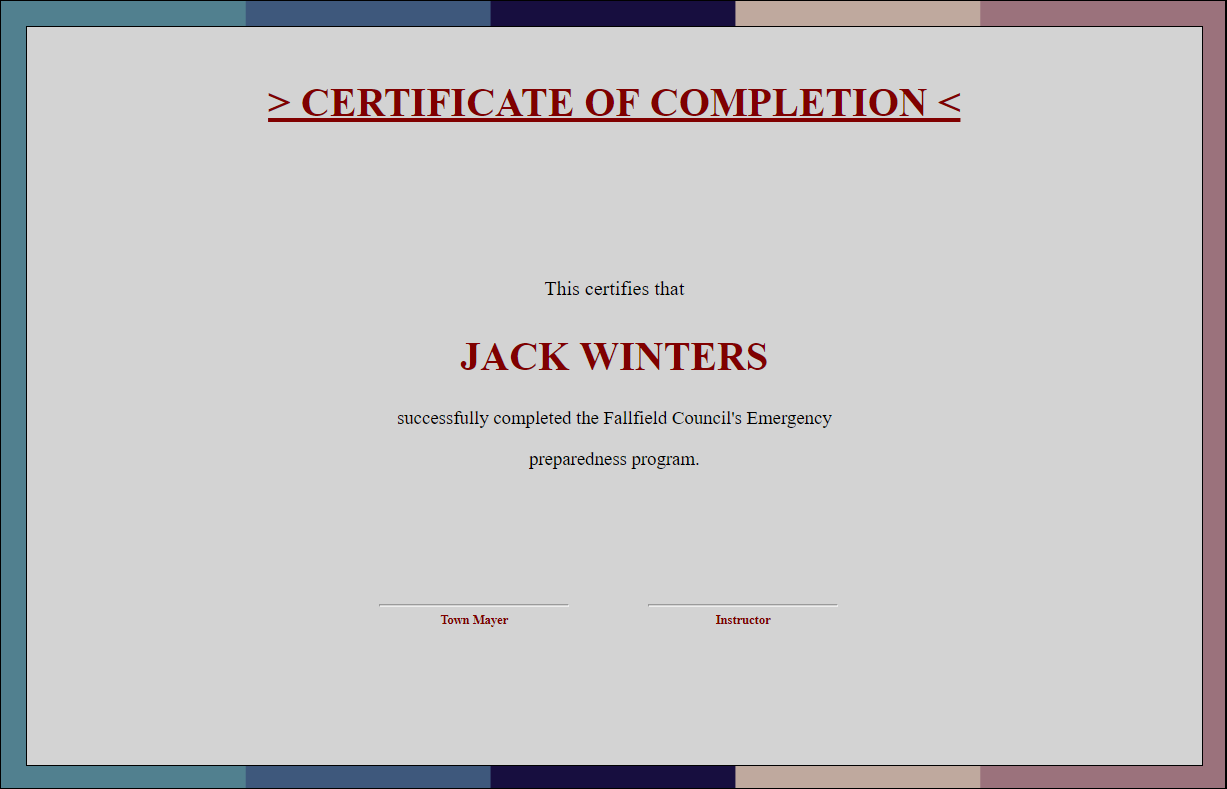 > CERTIFICATE OF COMPLETION <
This certifies that
JACK WINTERS
successfully completed the Fallfield Council's Emergency
preparedness program.
Town Mayer
Instructor